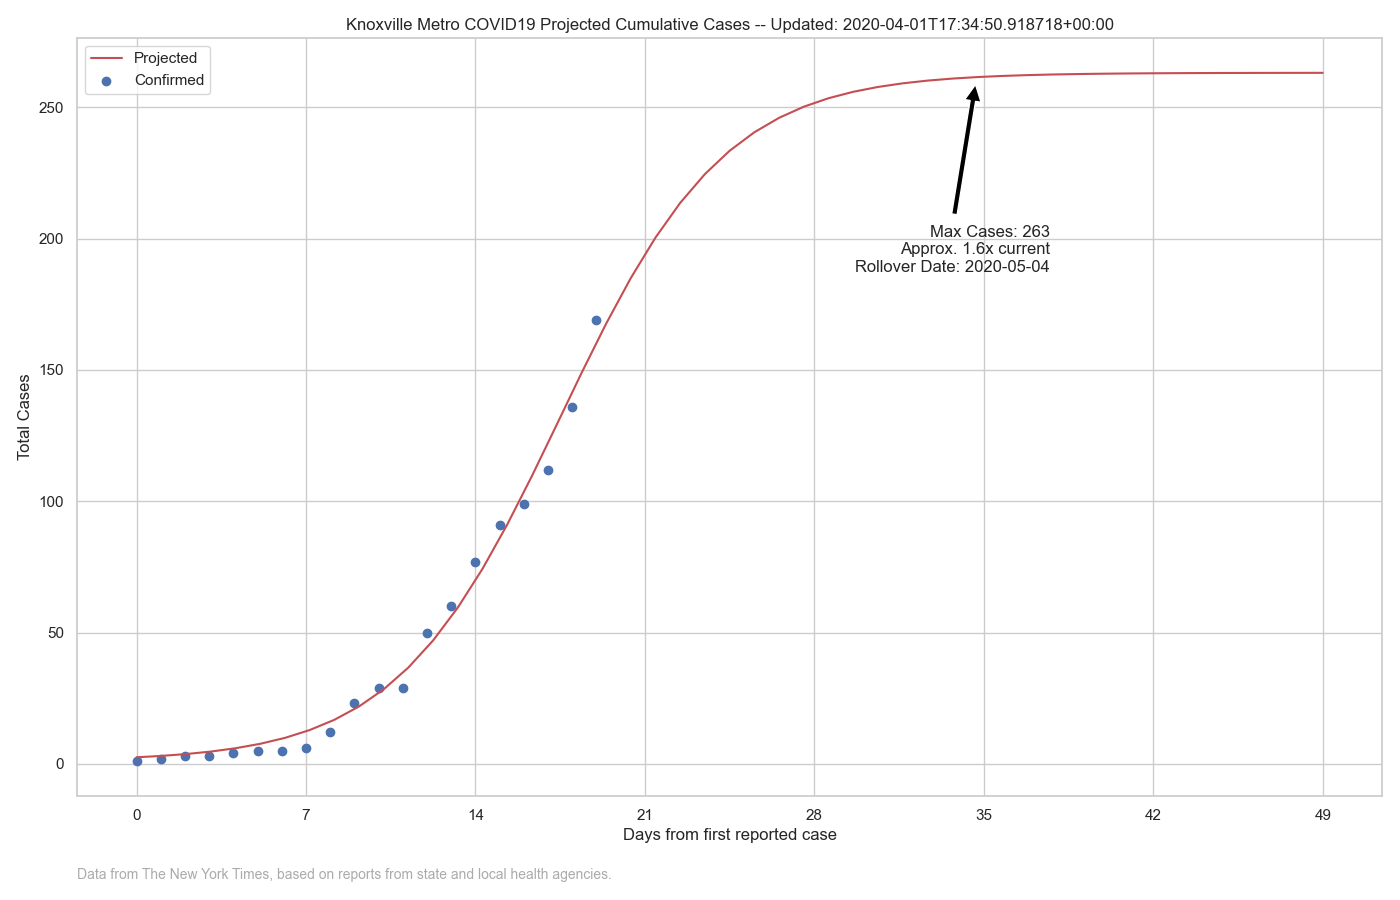 Knoxville Metro COVID19 Projected Cumulative Cases -- Updated: 2020-04-01T17:34:50.918718+00:00
Projected
Confirmed
250
200
150
100
50
0
Total Cases
Max Cases: 263
Approx. 1.6x current
Rollover Date: 2020-05-04
0 7 14 21 28 35 42 49
Days from first reported case
Data from The New York Times, based on reports from state and local health agencies.